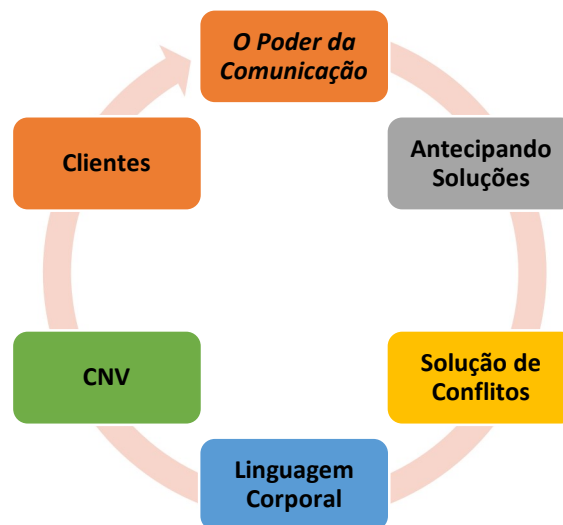 O Poder da
Comunicação
Antecipando
Soluções
Solução de
Conflitos
Linguagem
Corporal
CNV
Clientes